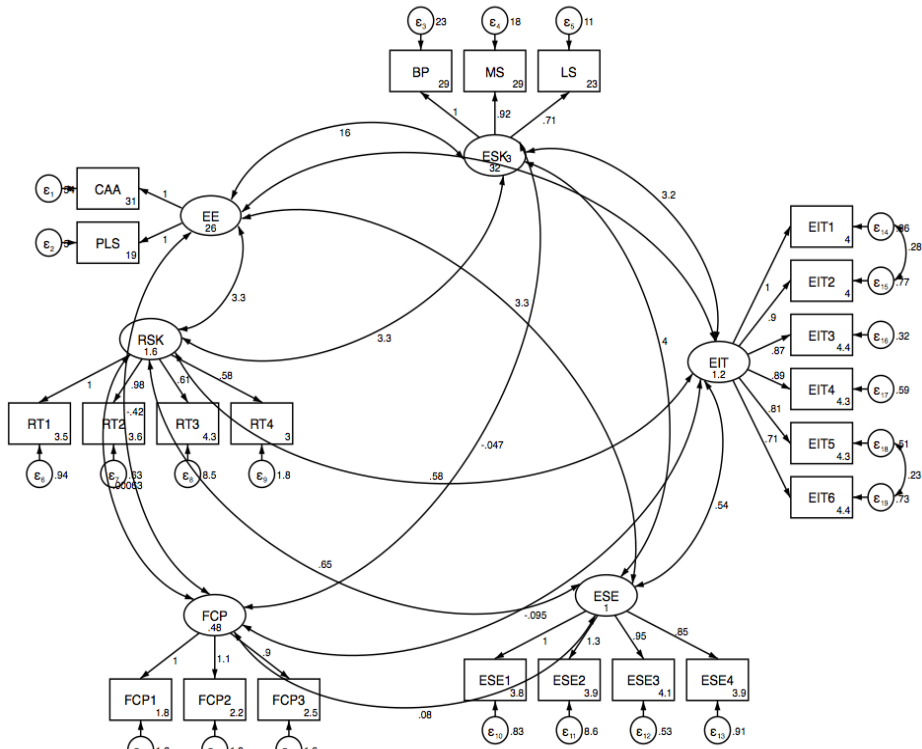 ε3 23
ε4 18
ε5 11
BP 29
MS 29
LS 23
1
.92
.71
16
ESK 3
32
ε1
CAA 31
1
EE 26
3.2
ε2
PLS 19
1
EIT1 4
ε14
.28
EIT2 4
ε15 .77
1
.9
3.3
3.3
RSK 1.6
3.3
4
EIT3 4.4
ε16 .32
.87
EIT 1.2
1
.98
.61
.58
.89
EIT4 4.3
ε17 .59
RT1 3.5
RT2 3.6
-.42
RT3 4.3
RT4 3
.81
.71
EIT5 4.3
ε18 .51
-.047
ε6 .94
ε7 .63
ε8 8.5
ε9 1.8
.00063
.58
.23
EIT6 4.4
ε19 .73
.54
.65
ESE 1
FCP .48
-.095
1
1.1
.9
1
1.3
.95
.85
ESE1 3.8
ESE2 3.9
ESE3 4.1
ESE4 3.9
FCP1 1.8
FCP2 2.2
FCP3 2.5
.08
ε10 .83
ε11 8.6
ε12 .53
ε13 .91